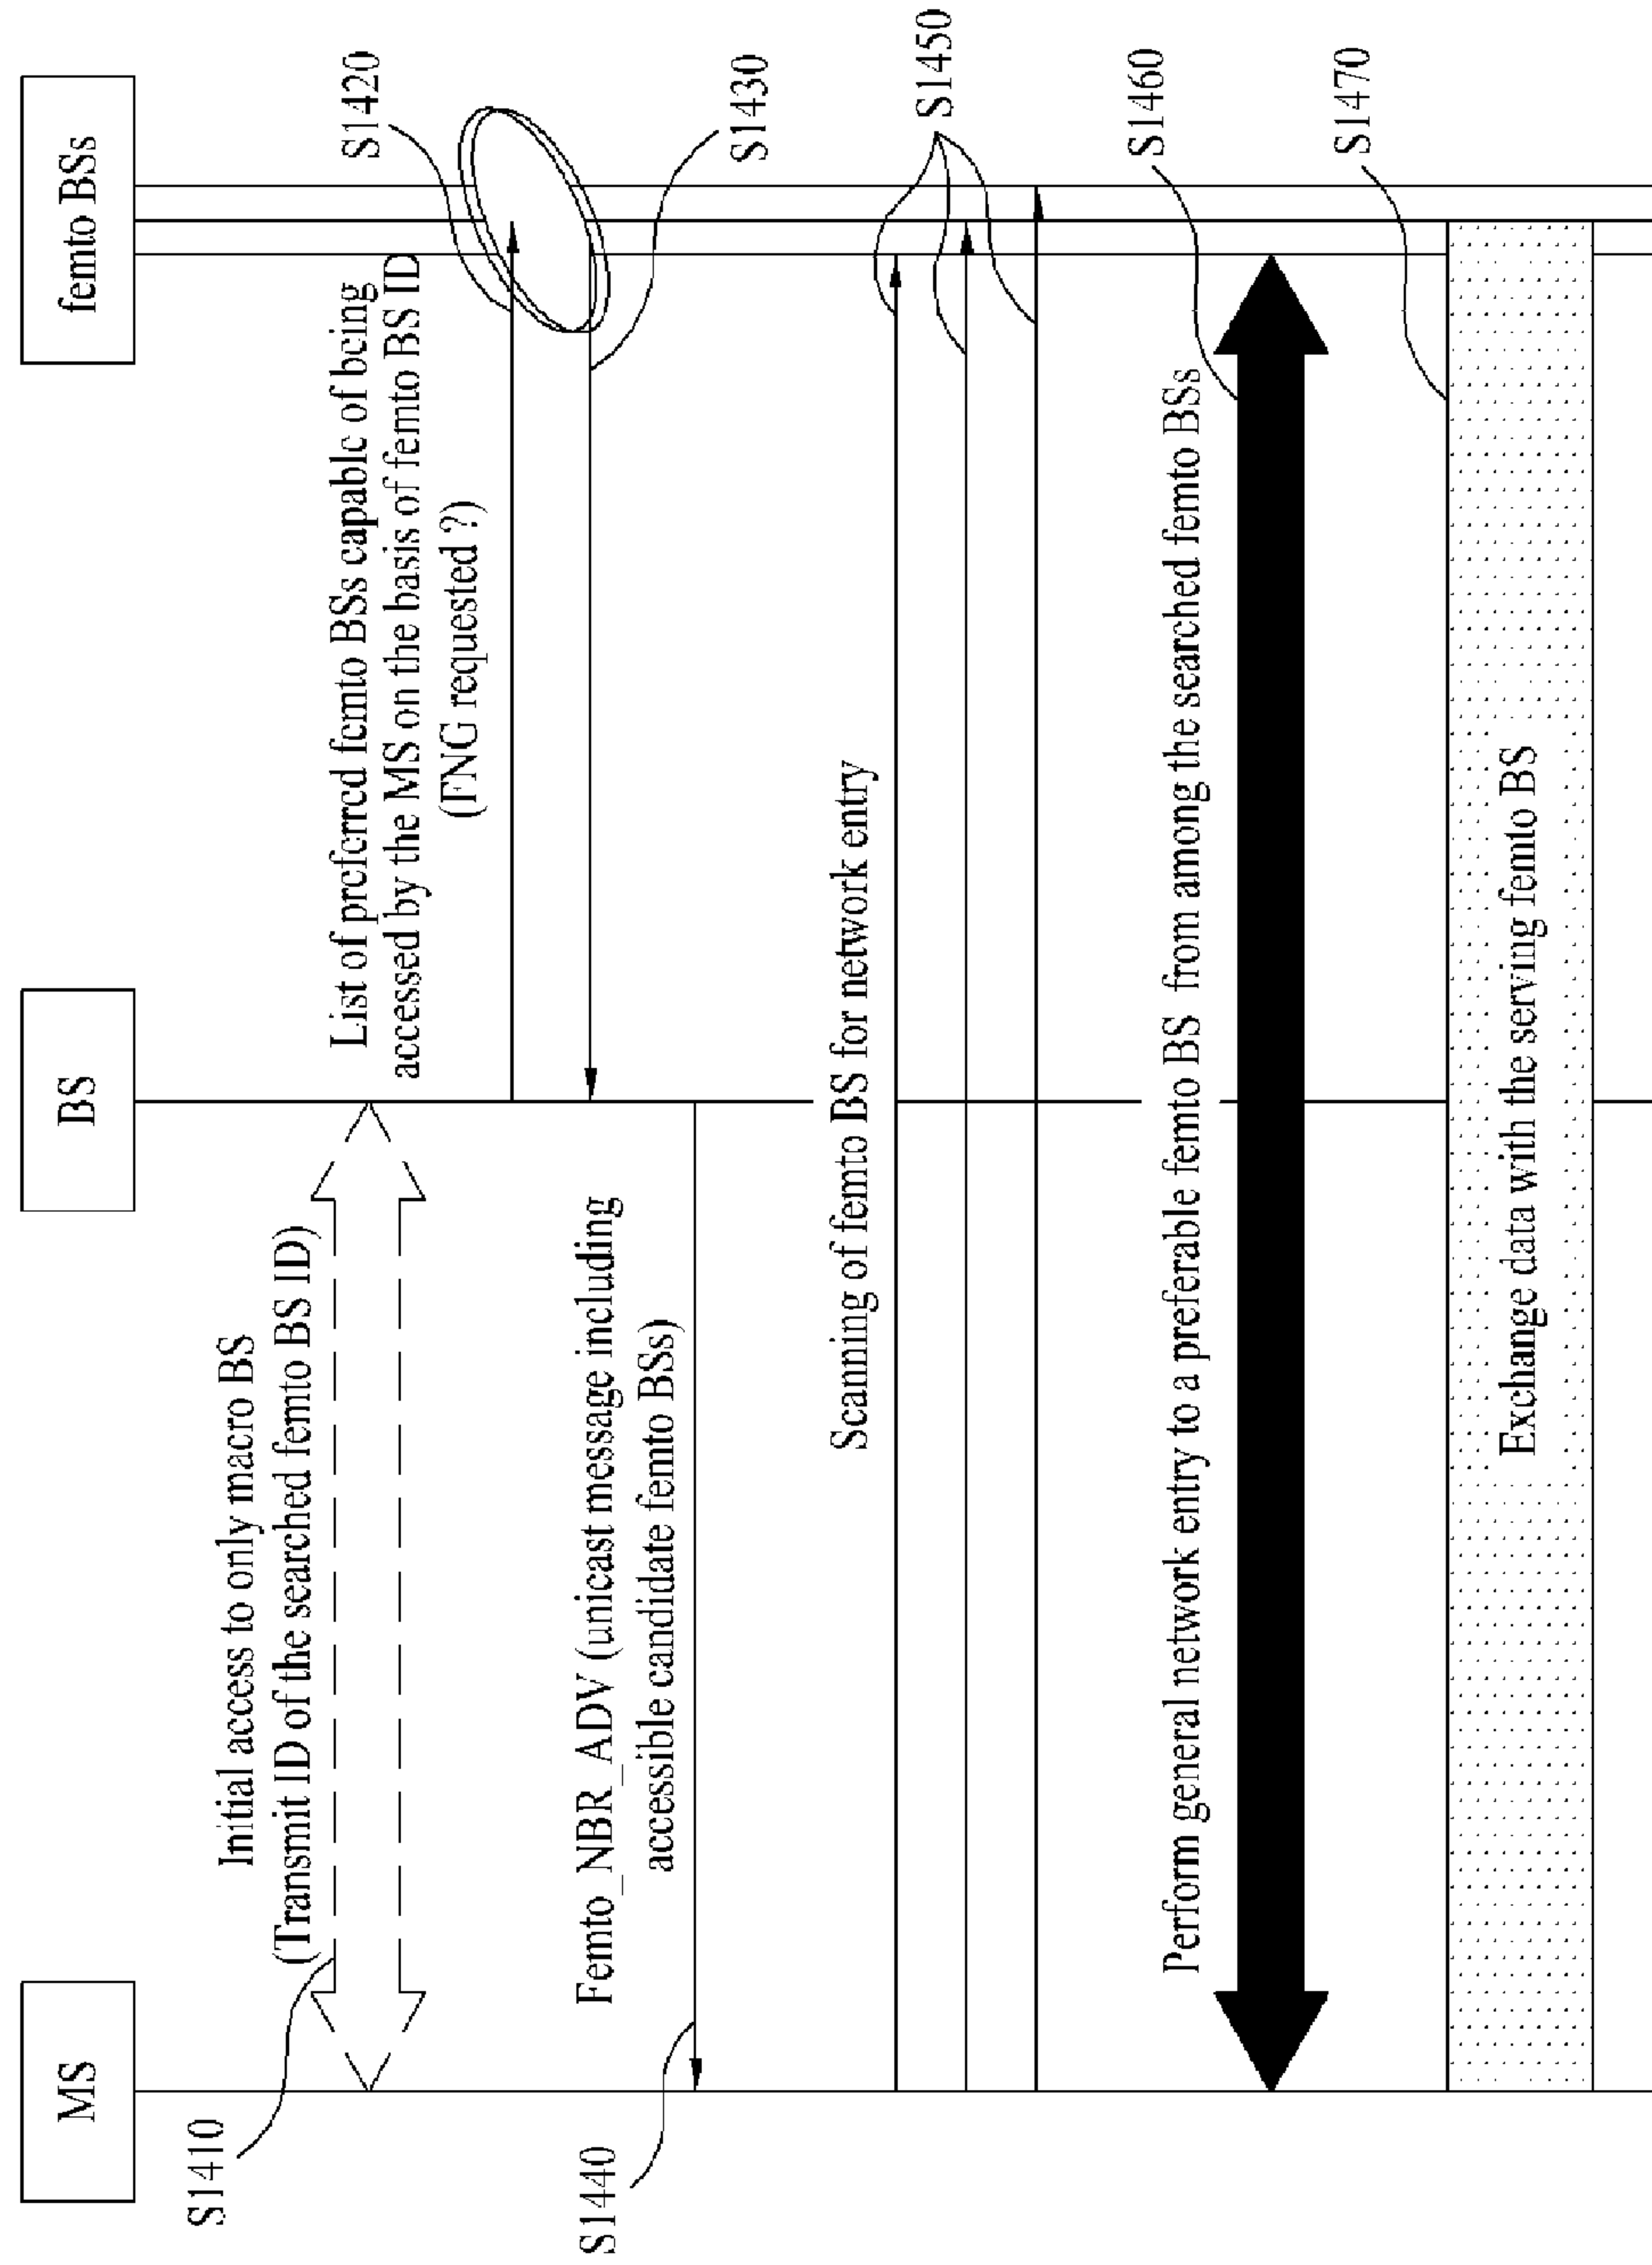 MS
BS
femto BSs
S1410
Initial access to only macro BS
(Transmit ID of the searched femto BS ID)
List of preferred femto BSs capable of being
accessed by the MS on the basis of femto BS ID
(FNG requested ?)
S1420
S1430
S1440
Femto_NBR_ADV (unicast message including
accessible candidate femto BSs)
Scanning of femto BS for network entry
S1450
Perform general network entry to a preferable femto BS from among the searched femto BSs
S1460
S1470
Exchange data with the serving femto BS